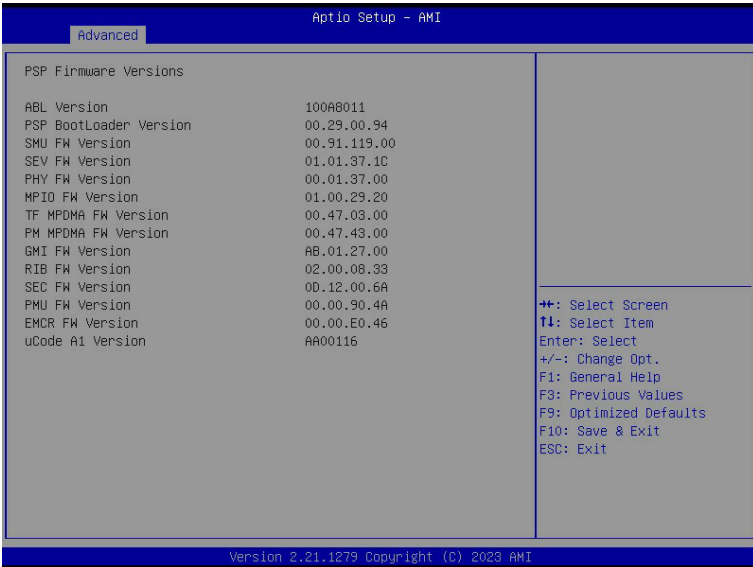 Aptio Setup – AMI
Advanced
PSP Firmware Versions
ABL Version 100A8011
PSP BootLoader Version 00.29.00.94
SMU FW Version 00.91.119.00
SEV FW Version 01.01.37.1C
PHY FW Version 00.01.37.00
MPIO FW Version 01.00.29.20
TF MPDMA FW Version 00.47.03.00
PM MPDMA FW Version 00.47.43.00
GMI FW Version AB.01.27.00
RIB FW Version 02.00.08.33
SEC FW Version 0D.12.00.6A
PMU FW Version 00.00.90.4A
EMCR FW Version 00.00.E0.46
uCode A1 Version AA00116
→←: Select Screen
↑↓: Select Item
Enter: Select
+/-: Change Opt.
F1: General Help
F3: Previous Values
F9: Optimized Defaults
F10: Save & Exit
ESC: Exit
Version 2.21.1279 Copyright (C) 2023 AMI